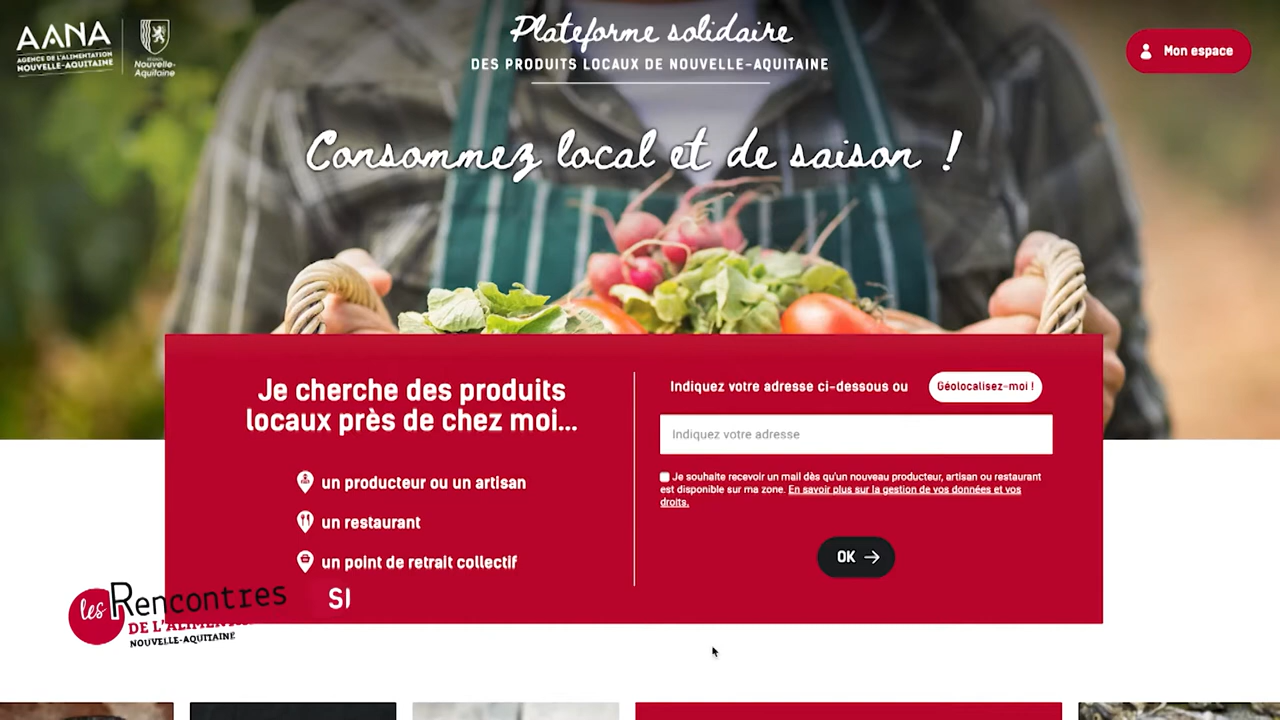 AANA
AGENCE DE L'ALIMENTATION
NOUVELLE-AQUITAINE
RÉGION
Nouvelle-
Aquitaine
Plateforme solidaire
DES PRODUITS LOCAUX DE NOUVELLE-AQUITAINE
Mon espace
Consommez local et de saison !
Je cherche des produits
locaux près de chez moi...
un producteur ou un artisan
un restaurant
un point de retrait collectif
Indiquez votre adresse ci-dessous ou
Géolocalisez-moi !
Indiquez votre adresse
Je souhaite recevoir un mail dès qu'un nouveau producteur, artisan ou restaurant
est disponible sur ma zone. En savoir plus sur la gestion de vos données et vos
droits.
OK
les Rencontres
DE L'ALIMENTA
NOUVELLE-AQUITAINE
SI